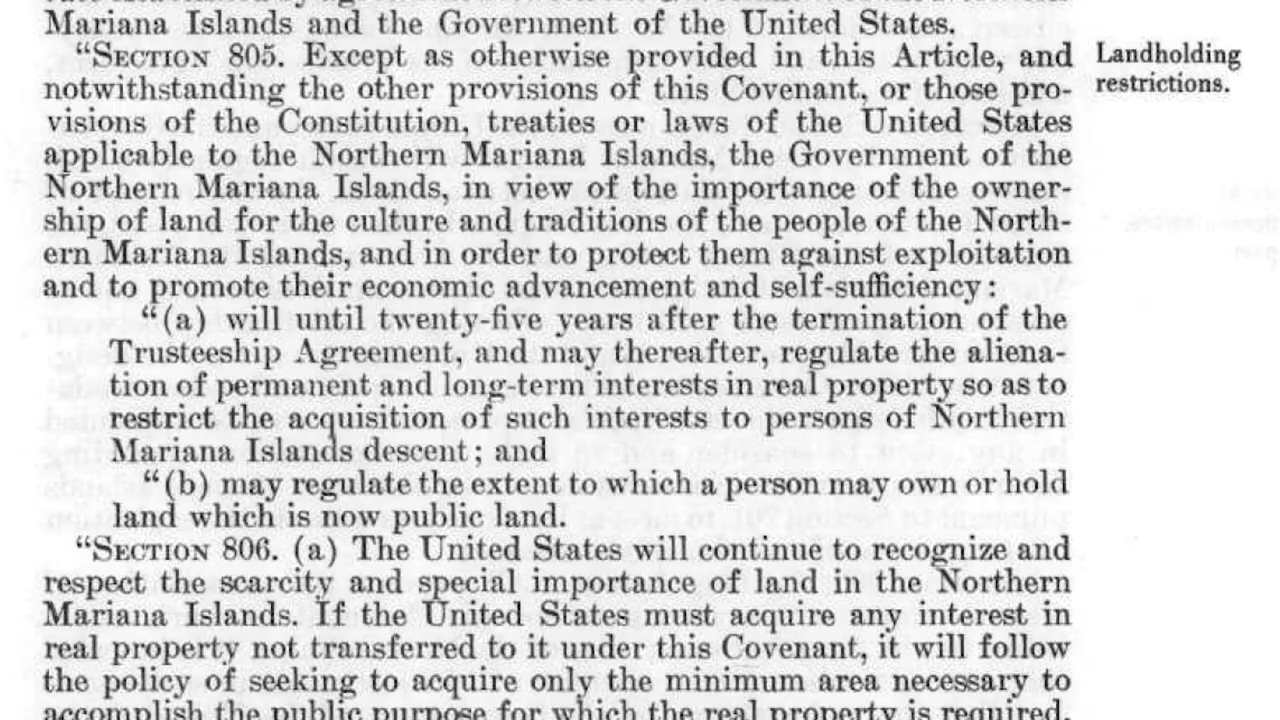 Mariana Islands and the Government of the United States.
“SECTION 805. Except as otherwise provided in this Article, and
notwithstanding the other provisions of this Covenant, or those pro-
visions of the Constitution, treaties or laws of the United States
applicable to the Northern Mariana Islands, the Government of the
Northern Mariana Islands, in view of the importance of the owner-
ship of land for the culture and traditions of the people of the North-
ern Mariana Islands, and in order to protect them against exploitation
and to promote their economic advancement and self-sufficiency:
“(a) will until twenty-five years after the termination of the
Trusteeship Agreement, and may thereafter, regulate the aliena-
tion of permanent and long-term interests in real property so as to
restrict the acquisition of such interests to persons of Northern
Mariana Islands descent; and
“(b) may regulate the extent to which a person may own or hold
land which is now public land.
“SECTION 806. (a) The United States will continue to recognize and
respect the scarcity and special importance of land in the Northern
Mariana Islands. If the United States must acquire any interest in
real property not transferred to it under this Covenant, it will follow
the policy of seeking to acquire only the minimum area necessary to
accomplish the public purpose for which the real property is required,
Landholding
restrictions.